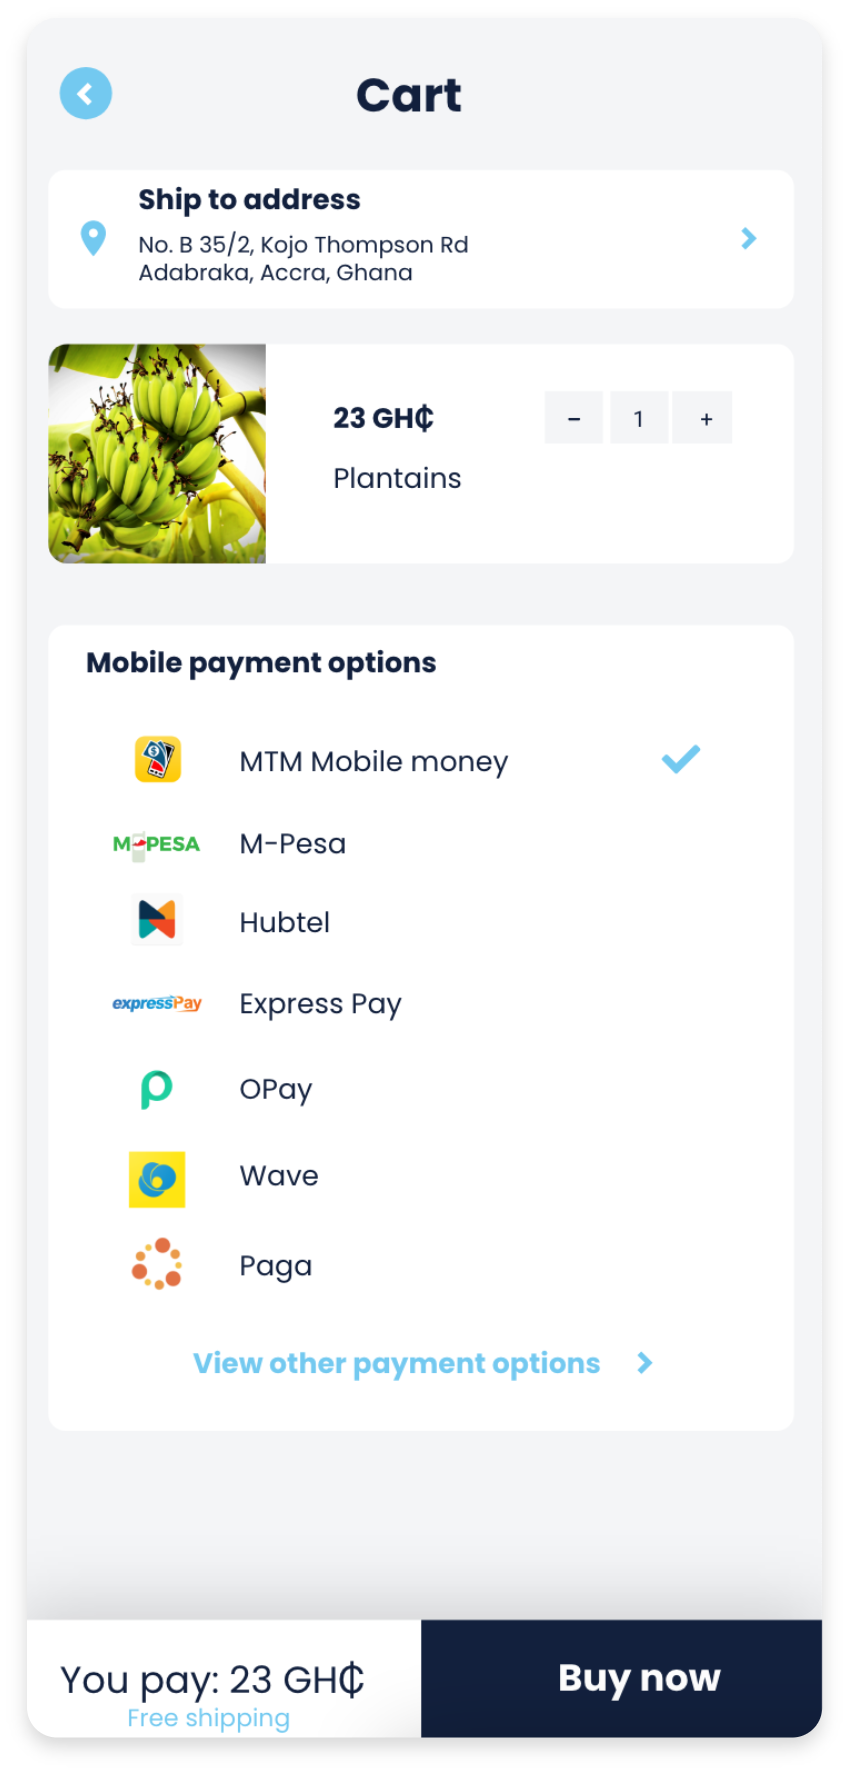 Cart
Ship to address
No. B 35/2, Kojo Thompson Rd
Adabraka, Accra, Ghana
23 GH₵
- 1 +
Plantains
Mobile payment options
MTM Mobile money
M-PESA M-Pesa
Hubtel
expressPay Express Pay
OPay
Wave
Paga
View other payment options
You pay: 23 GH₵
Free shipping
Buy now